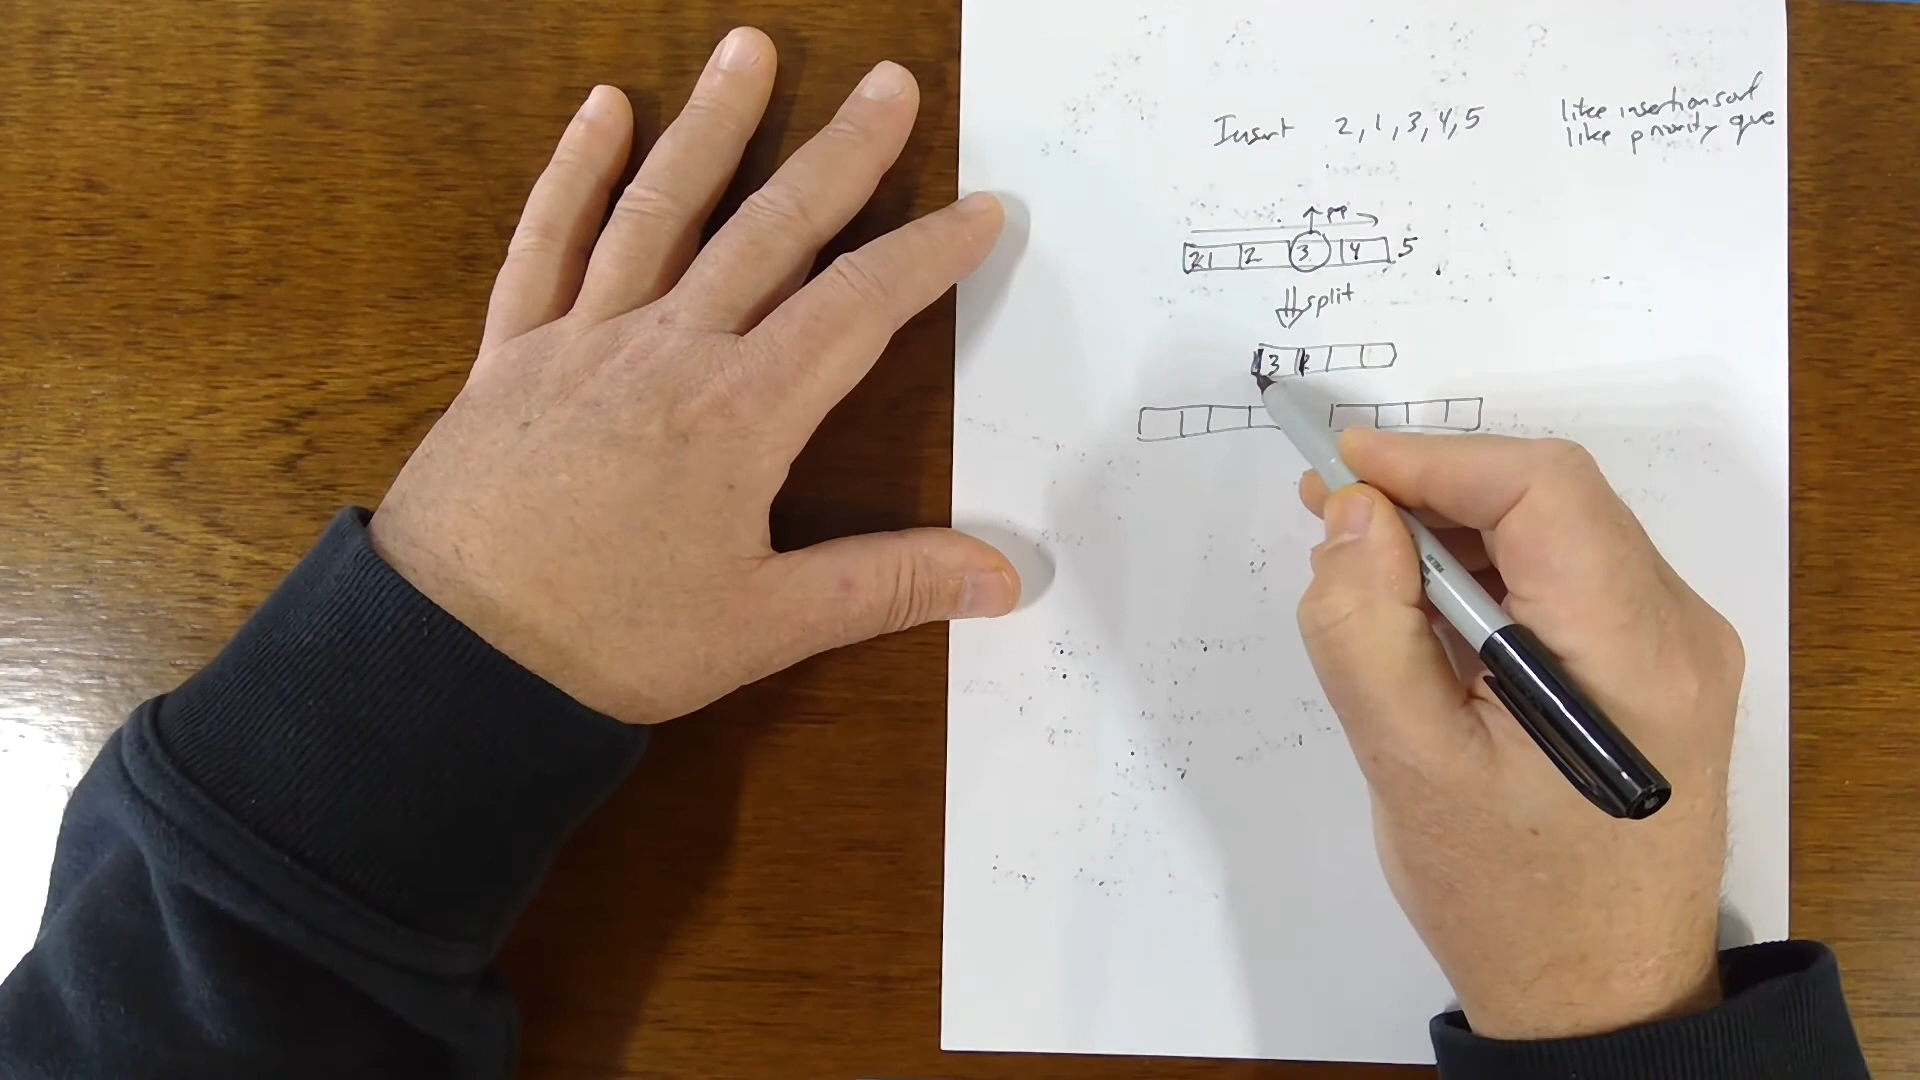 Insert 2, 1, 3, 4, 5
like insertion sort
like priority que
1 2 3 4 5
split
3